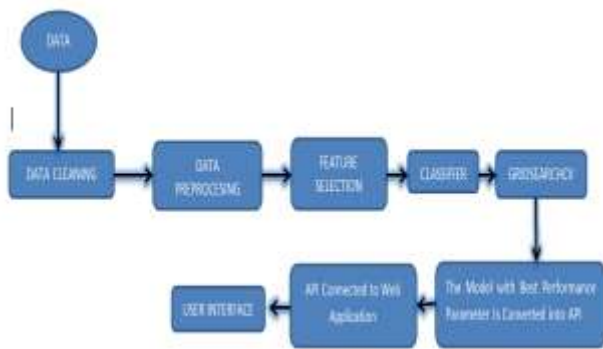 DATA
DATA CLEANING
DATA
PREPROCESING
FEATURE
SELECTION
CLASSIFER
GRIDSEARCHCV
The Model with Best Performance
Parameter Is Converted into API
API Connected to Web
Application
USER INTERFACE